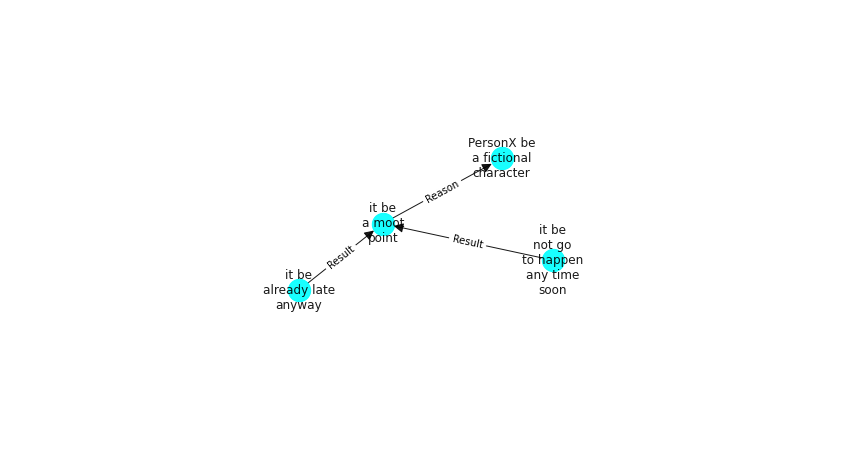 PersonX be
a fictional
character
Reason
it be
a moot
point
Result
it be
not go
to happen
any time
soon
Result
it be
already late
anyway